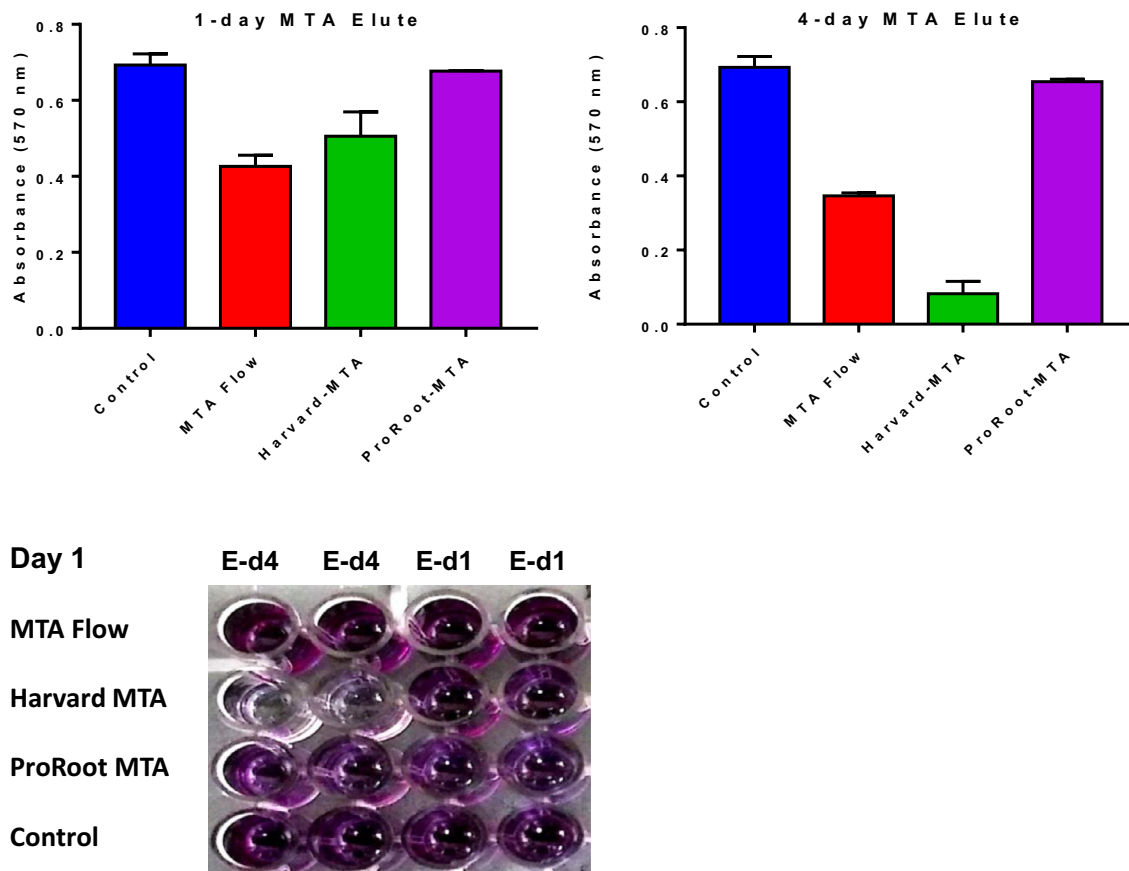 1-day MTA Elute
Absorbance (570 nm)
0.8
0.6
0.4
0.2
0.0
Control
MTA Flow
Harvard-MTA
ProRoot-MTA
4-day MTA Elute
Absorbance (570 nm)
0.8
0.6
0.4
0.2
0.0
Control
MTA Flow
Harvard-MTA
ProRoot-MTA
Day 1 E-d4 E-d4 E-d1 E-d1
MTA Flow
Harvard MTA
ProRoot MTA
Control